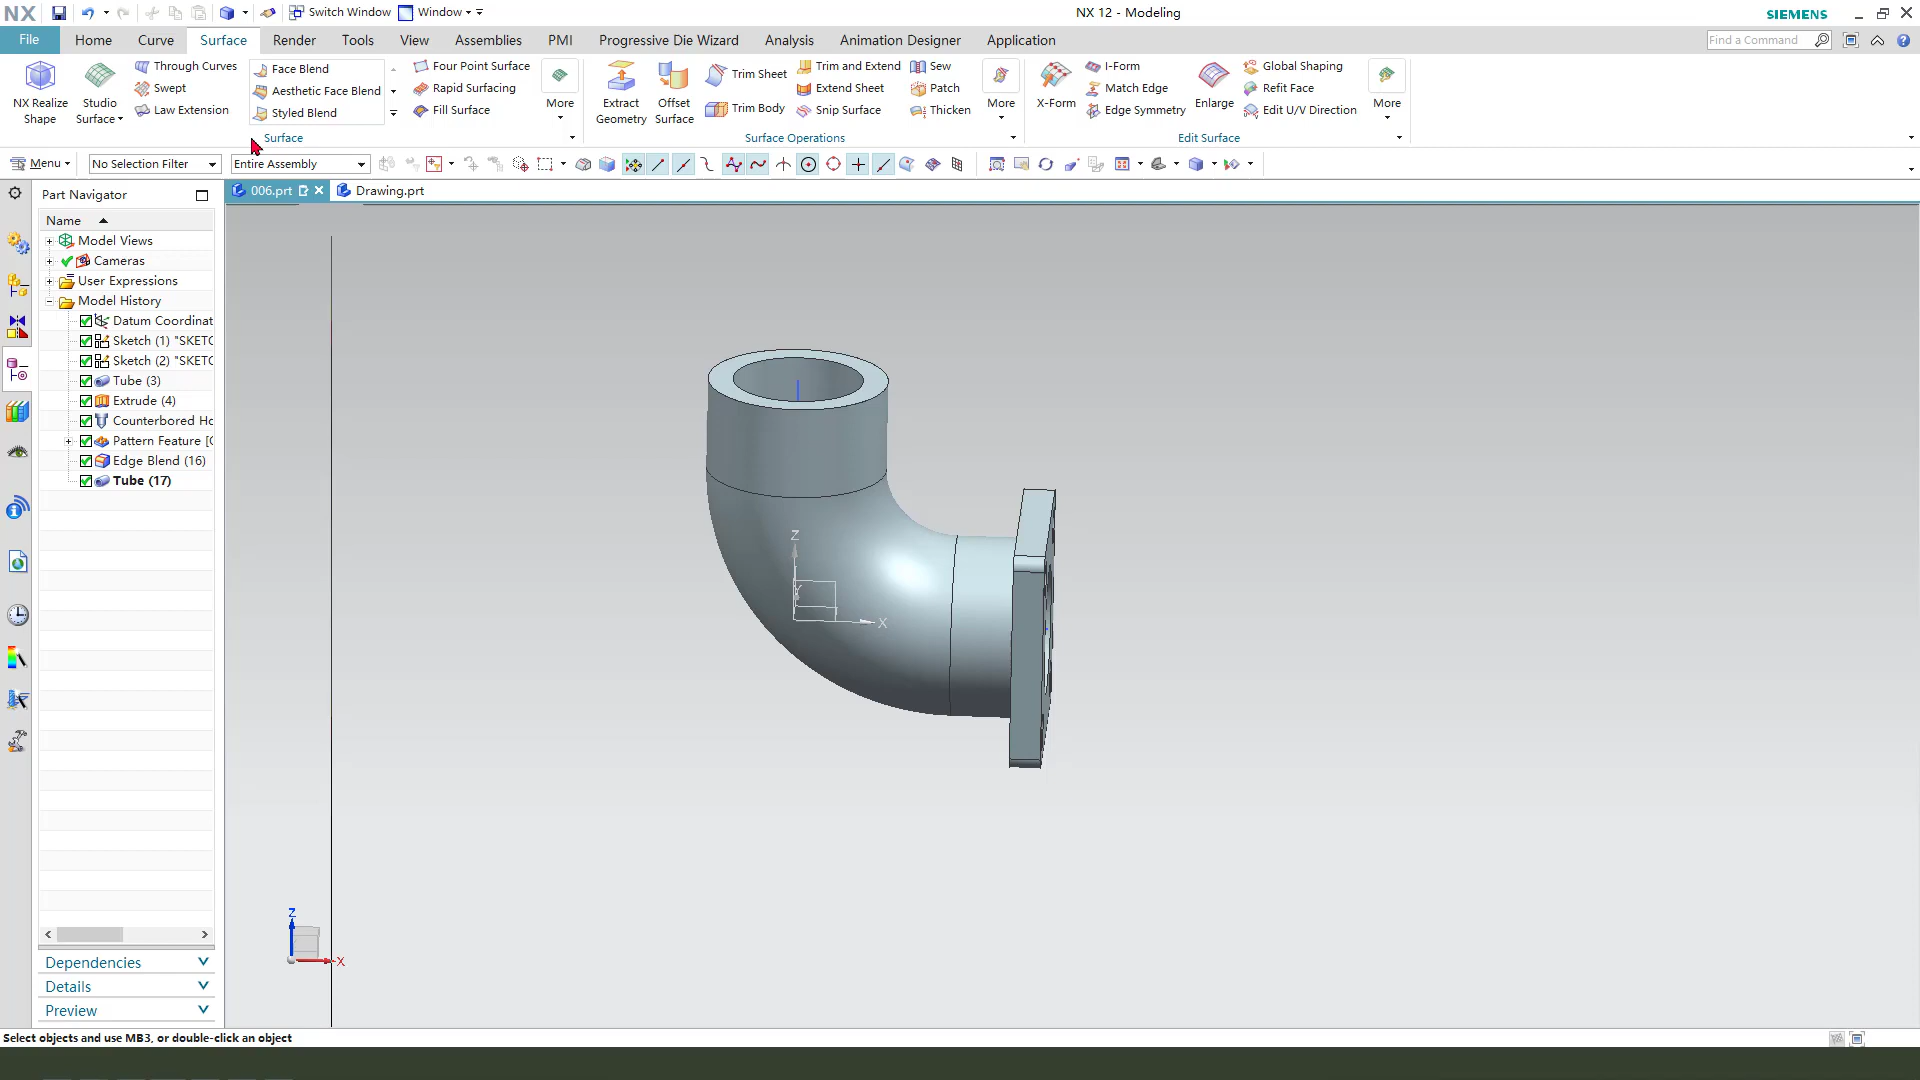 NX Switch Window Window NX 12 - Modeling SIEMENS
File Home Curve Surface Render Tools View Assemblies PMI Progressive Die Wizard Analysis Animation Designer Application Find a Command
NX Realize Shape
Studio Surface
Through Curves
Swept
Law Extension
Face Blend
Aesthetic Face Blend
Styled Blend
Four Point Surface
Rapid Surfacing
Fill Surface
More
Surface
Extract Geometry
Offset Surface
Trim Sheet
Trim Body
Trim and Extend
Extend Sheet
Snip Surface
Sew
Patch
Thicken
More
Surface Operations
X-Form
I-Form
Match Edge
Edge Symmetry
Enlarge
Global Shaping
Refit Face
Edit U/V Direction
More
Edit Surface
Menu No Selection Filter Entire Assembly
Part Navigator
006.prt Drawing.prt
Name
Model Views
Cameras
User Expressions
Model History
Datum Coordinat
Sketch (1) "SKETC
Sketch (2) "SKETC
Tube (3)
Extrude (4)
Counterbored Ho
Pattern Feature [C
Edge Blend (16)
Tube (17)
Z
Y
X
Z
X
Dependencies
Details
Preview
Select objects and use MB3, or double-click an object